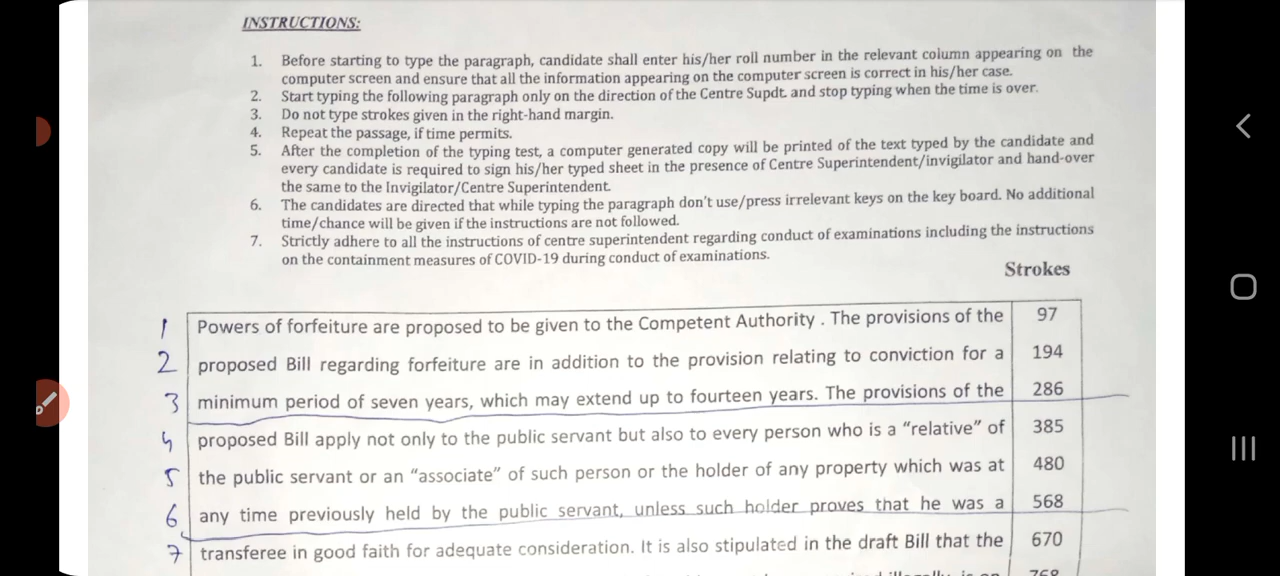 INSTRUCTIONS:
1. Before starting to type the paragraph, candidate shall enter his/her roll number in the relevant column appearing on the
computer screen and ensure that all the information appearing on the computer screen is correct in his/her case.
2. Start typing the following paragraph only on the direction of the Centre Supdt. and stop typing when the time is over.
3. Do not type strokes given in the right-hand margin.
4. Repeat the passage, if time permits.
5. After the completion of the typing test, a computer generated copy will be printed of the text typed by the candidate and
every candidate is required to sign his/her typed sheet in the presence of Centre Superintendent/invigilator and hand-over
the same to the Invigilator/Centre Superintendent.
6. The candidates are directed that while typing the paragraph don't use/press irrelevant keys on the key board. No additional
time/chance will be given if the instructions are not followed.
7. Strictly adhere to all the instructions of centre superintendent regarding conduct of examinations including the instructions
on the containment measures of COVID-19 during conduct of examinations.
Strokes
1 Powers of forfeiture are proposed to be given to the Competent Authority . The provisions of the 97
2 proposed Bill regarding forfeiture are in addition to the provision relating to conviction for a 194
3 minimum period of seven years, which may extend up to fourteen years. The provisions of the 286
4 proposed Bill apply not only to the public servant but also to every person who is a “relative” of 385
5 the public servant or an “associate” of such person or the holder of any property which was at 480
6 any time previously held by the public servant, unless such holder proves that he was a 568
7 transferee in good faith for adequate consideration. It is also stipulated in the draft Bill that the 670